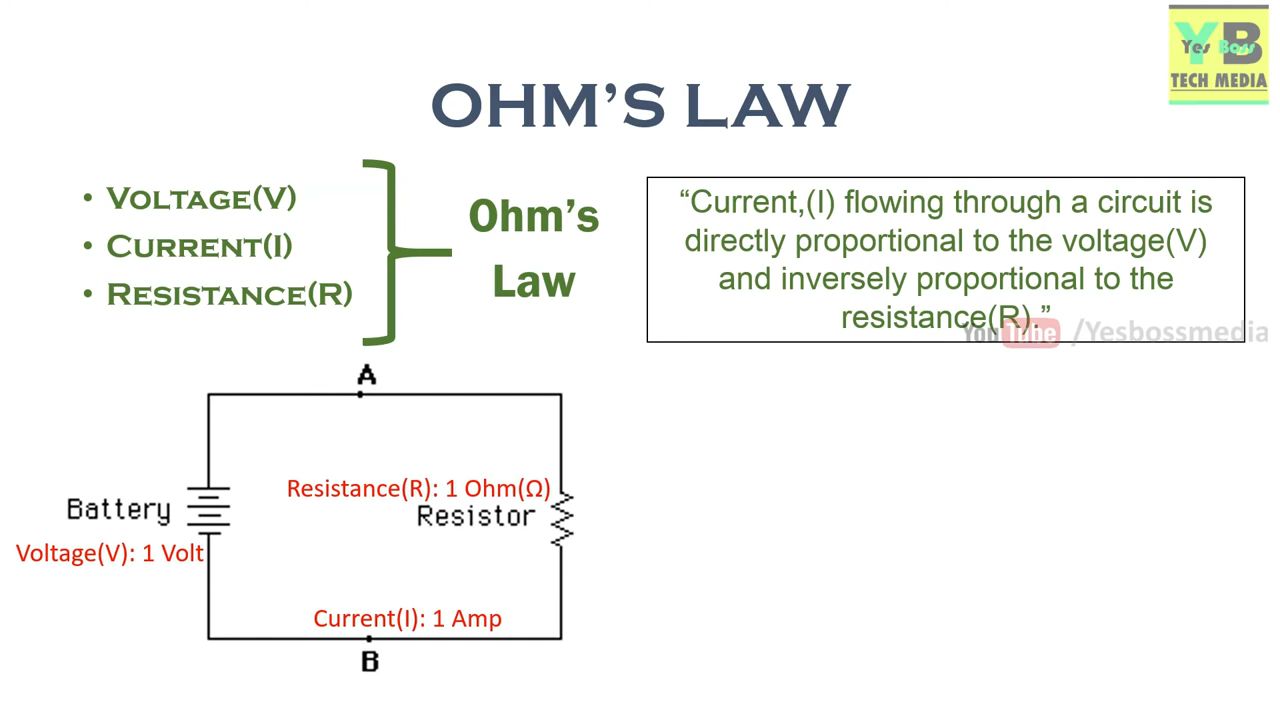 Yes Boss
YB
TECH MEDIA
OHM'S LAW
• VOLTAGE(V)
• CURRENT(I)
• RESISTANCE(R)
Ohm's
Law
“Current,(I) flowing through a circuit is
directly proportional to the voltage(V)
and inversely proportional to the
resistance(R).”
YouTube /Yesbossmedia
A
Resistance(R): 1 Ohm(Ω)
Battery
Resistor
Voltage(V): 1 Volt
Current(I): 1 Amp
B